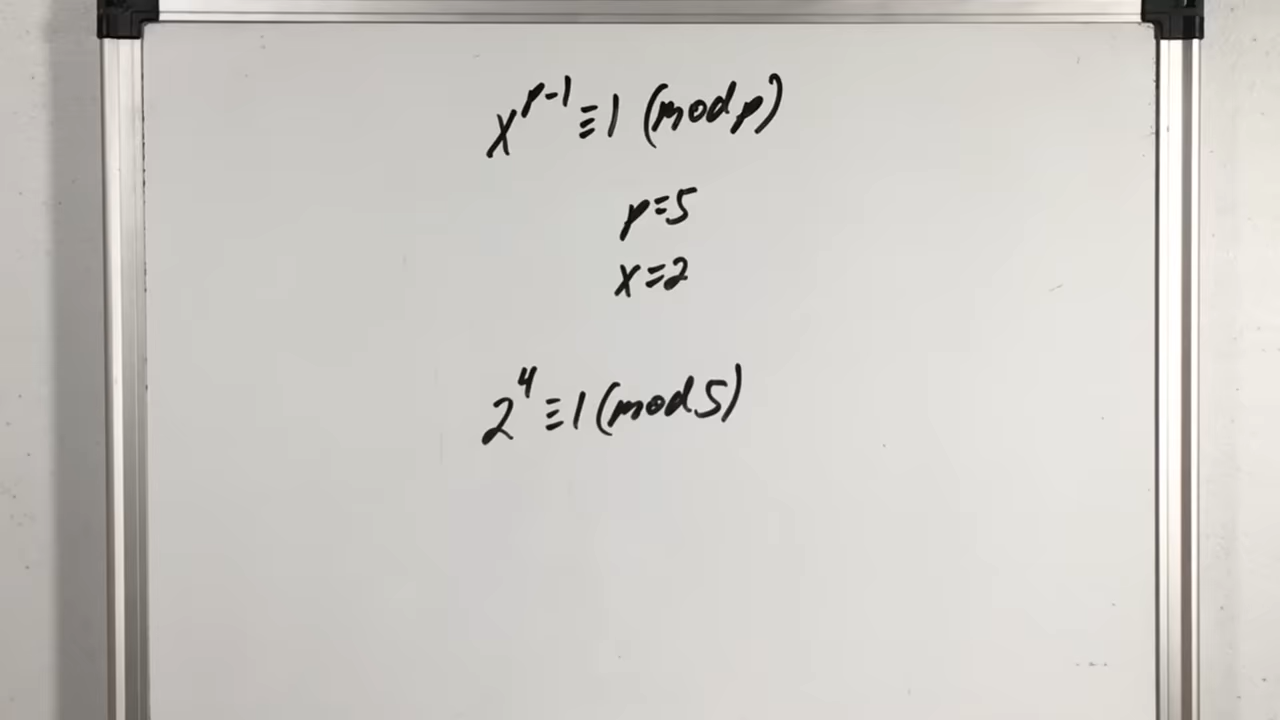 x^{p-1} ≡ 1 (mod p)
p=5
x=2
2^4 ≡ 1 (mod 5)